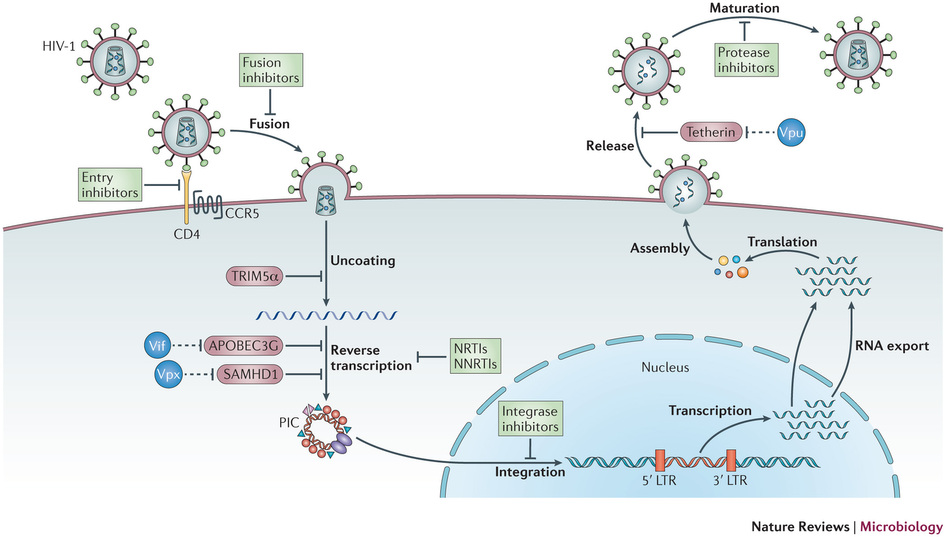 HIV-1
Fusion
inhibitors
Fusion
Entry
inhibitors
CCR5
CD4
Uncoating
TRIM5α
Vif
APOBEC3G
Vpx
SAMHD1
Reverse
transcription
NRTIs
NNRTIs
PIC
Integrase
inhibitors
Integration
Nucleus
5′ LTR
3′ LTR
Transcription
RNA export
Translation
Assembly
Release
Tetherin
Vpu
Maturation
Protease
inhibitors
Nature Reviews | Microbiology